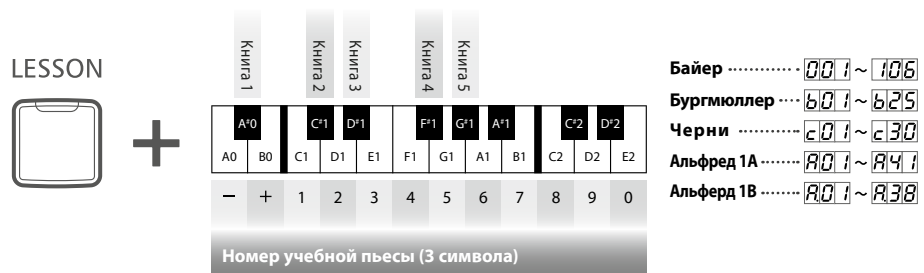 LESSON
+
Книга 1
Книга 2
Книга 3
Книга 4
Книга 5
A#0 C#1 D#1 F#1 G#1 A#1 C#2 D#2
A0 B0 C1 D1 E1 F1 G1 A1 B1 C2 D2 E2
− + 1 2 3 4 5 6 7 8 9 0
Номер учебной пьесы (3 символа)
Байер ············ 001 ~ 106
Бургмюллер ···· b01 ~ b25
Черни ············ c01 ~ c30
Альфред 1A ······· A01 ~ A41
Альферд 1B ······· A.01 ~ A.38